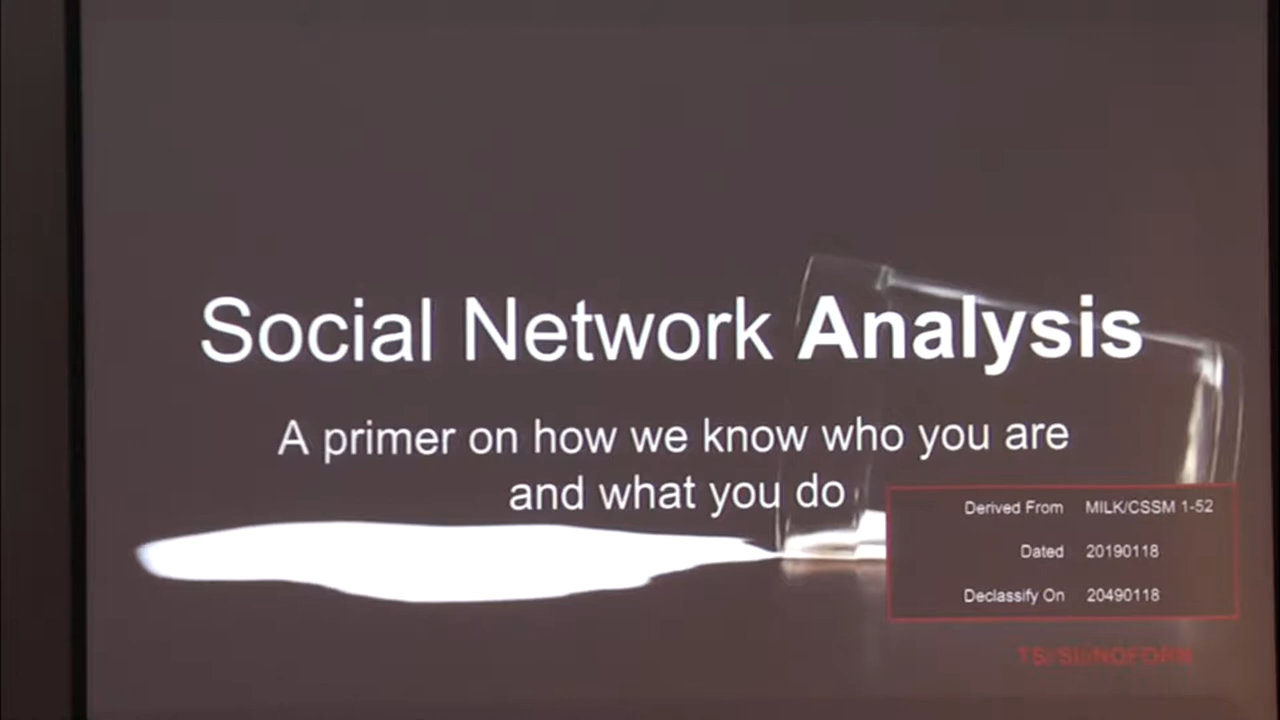 Social Network Analysis
A primer on how we know who you are
and what you do
Derived From MILK/CSSM 1-52
Dated 20190118
Declassify On 20490118
TS//SI//NOFORN